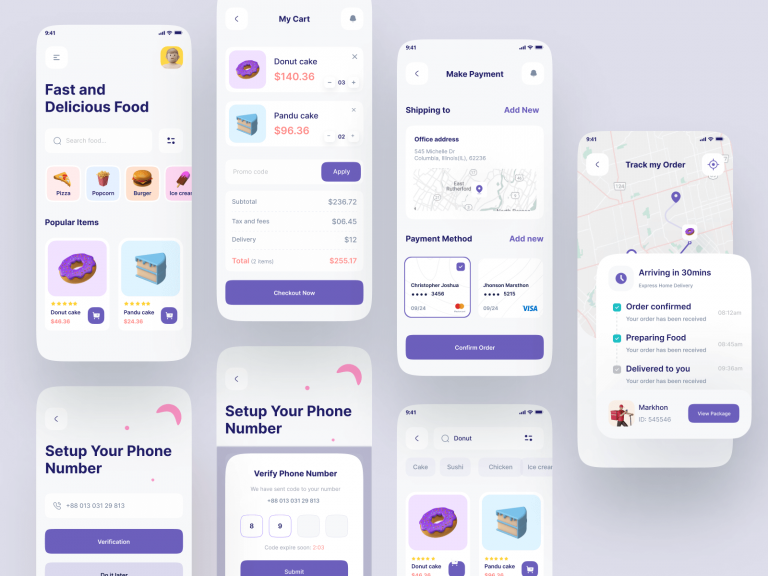 9:41
Fast and
Delicious Food
Search food...
Pizza
Popcorn
Burger
Ice crea
Popular Items
Donut cake
$46.36
Pandu cake
$24.36
Setup Your Phone
Number
+88 013 031 29 813
Verification
Do it later
My Cart
Donut cake
$140.36
− 03 +
Pandu cake
$96.36
− 02 +
Promo code
Apply
Subtotal $236.72
Tax and fees $06.45
Delivery $12
Total (2 items) $255.17
Checkout Now
Setup Your Phone
Number
Verify Phone Number
We have sent code to your number
+88 013 031 29 813
8 9
Code expire soon: 2:03
Submit
9:41
Make Payment
Shipping to Add New
Office address
545 Michelle Dr
Columbia, Illinois(IL), 62236
East
Rutherford
Payment Method Add new
Christopher Joshua
●●●● 3456
09/24
Jhonson Marsthon
●●●● 5215
09/24
VISA
Confirm Order
9:41
Donut
Cake
Sushi
Chicken
Ice crear
Donut cake
$46.36
Pandu cake
$96.36
9:41
Track my Order
124
Arriving in 30mins
Express Home Delivery
Order confirmed
Your order has been received
08:12am
Preparing Food
Your order has been received
08:45am
Delivered to you
Your order has been received
09:36am
Markhon
ID: 545546
View Package